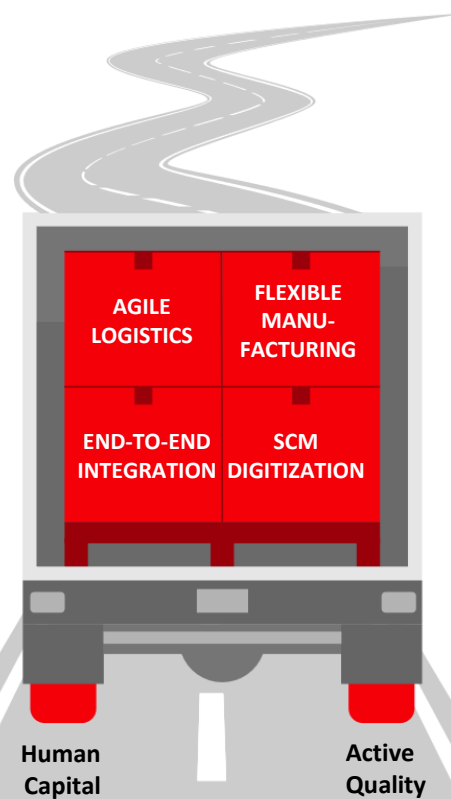 AGILE
LOGISTICS
FLEXIBLE
MANU-
FACTURING
END-TO-END
INTEGRATION
SCM
DIGITIZATION
Human
Capital
Active
Quality